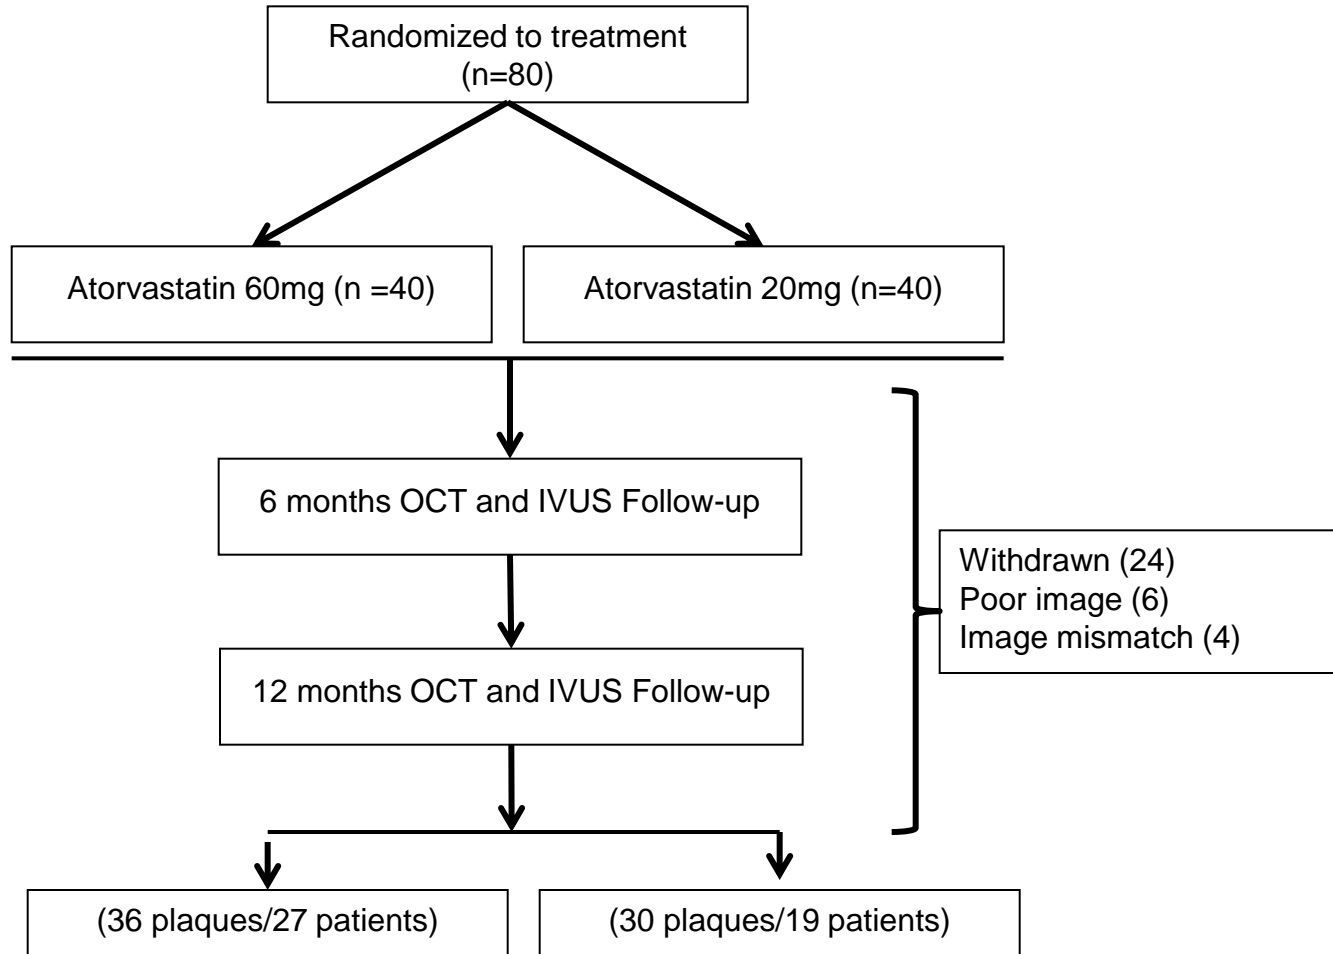 Randomized to treatment
(n=80)
Atorvastatin 60mg (n =40)
Atorvastatin 20mg (n=40)
6 months OCT and IVUS Follow-up
Withdrawn (24)
Poor image (6)
Image mismatch (4)
12 months OCT and IVUS Follow-up
(36 plaques/27 patients)
(30 plaques/19 patients)